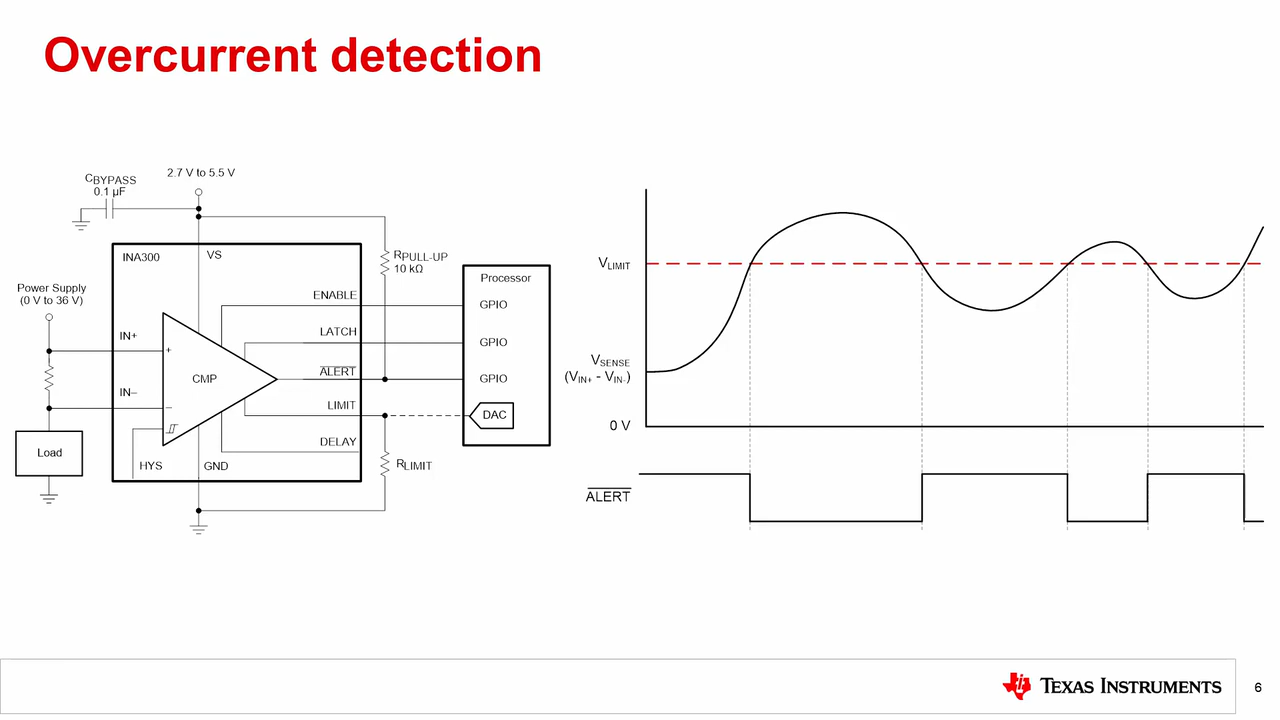 Overcurrent detection
2.7 V to 5.5 V
CBYPASS
0.1 µF
INA300
VS
RPULL-UP
10 kΩ
Processor
Power Supply
(0 V to 36 V)
ENABLE
GPIO
IN+
+
LATCH
GPIO
CMP
ALERT
GPIO
IN–
–
LIMIT
DAC
Load
DELAY
HYS
GND
RLIMIT
VLIMIT
VSENSE
(VIN+ - VIN-)
0 V
ALERT
TEXAS INSTRUMENTS
6